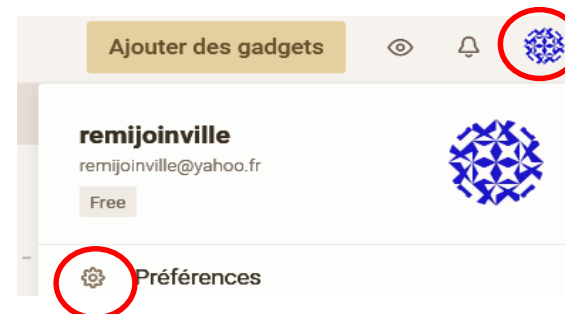 Ajouter des gadgets
remijoinville
remijoinville@yahoo.fr
Free
Préférences